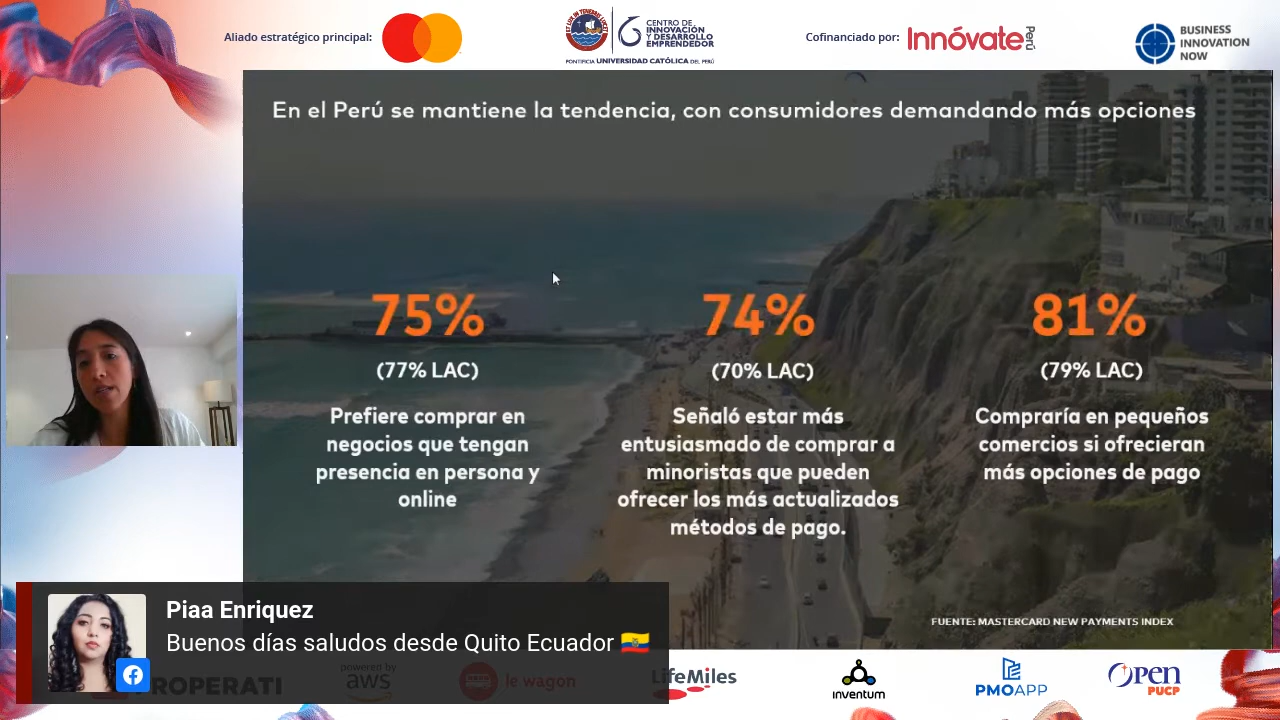 Aliado estratégico principal:
CENTRO DE
INNOVACIÓN
Y DESARROLLO
EMPRENDEDOR
PONTIFICIA UNIVERSIDAD CATÓLICA DEL PERÚ
Cofinanciado por:
Innóvate Perú
BUSINESS
INNOVATION
NOW
En el Perú se mantiene la tendencia, con consumidores demandando más opciones
75%
(77% LAC)
Prefiere comprar en
negocios que tengan
presencia en persona y
online
74%
(70% LAC)
Señaló estar más
entusiasmado de comprar a
minoristas que pueden
ofrecer los más actualizados
métodos de pago.
81%
(79% LAC)
Compraría en pequeños
comercios si ofrecieran
más opciones de pago
FUENTE: MASTERCARD NEW PAYMENTS INDEX
Piaa Enriquez
Buenos días saludos desde Quito Ecuador 🇪🇨
ROPERATI
powered by
aws
le wagon
LifeMiles
INVENTUM
PMOAPP
OPEN
PUCP